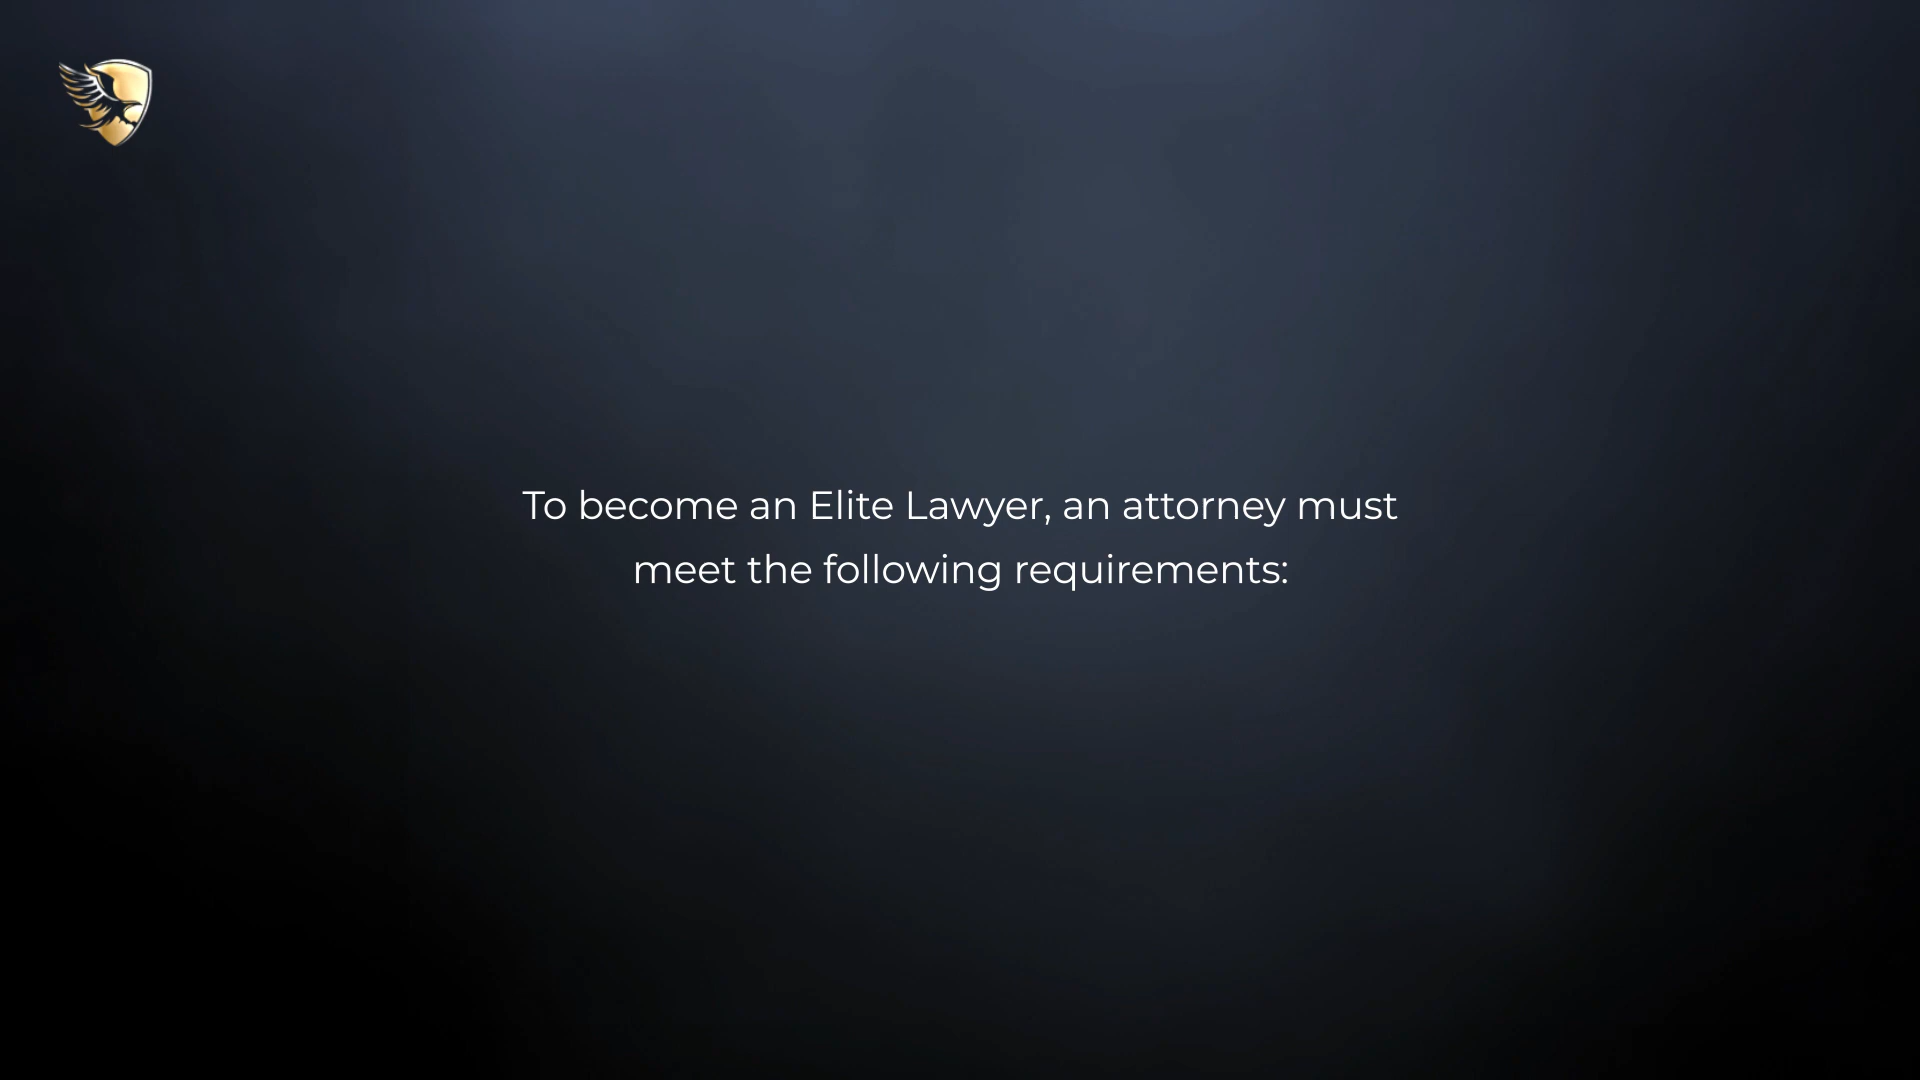 To become an Elite Lawyer, an attorney must
meet the following requirements: